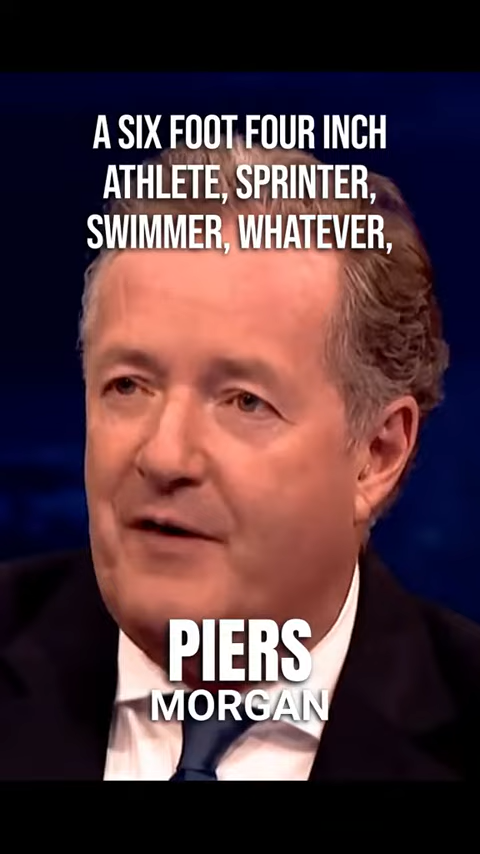 A SIX FOOT FOUR INCH
ATHLETE, SPRINTER,
SWIMMER, WHATEVER,
PIERS
MORGAN